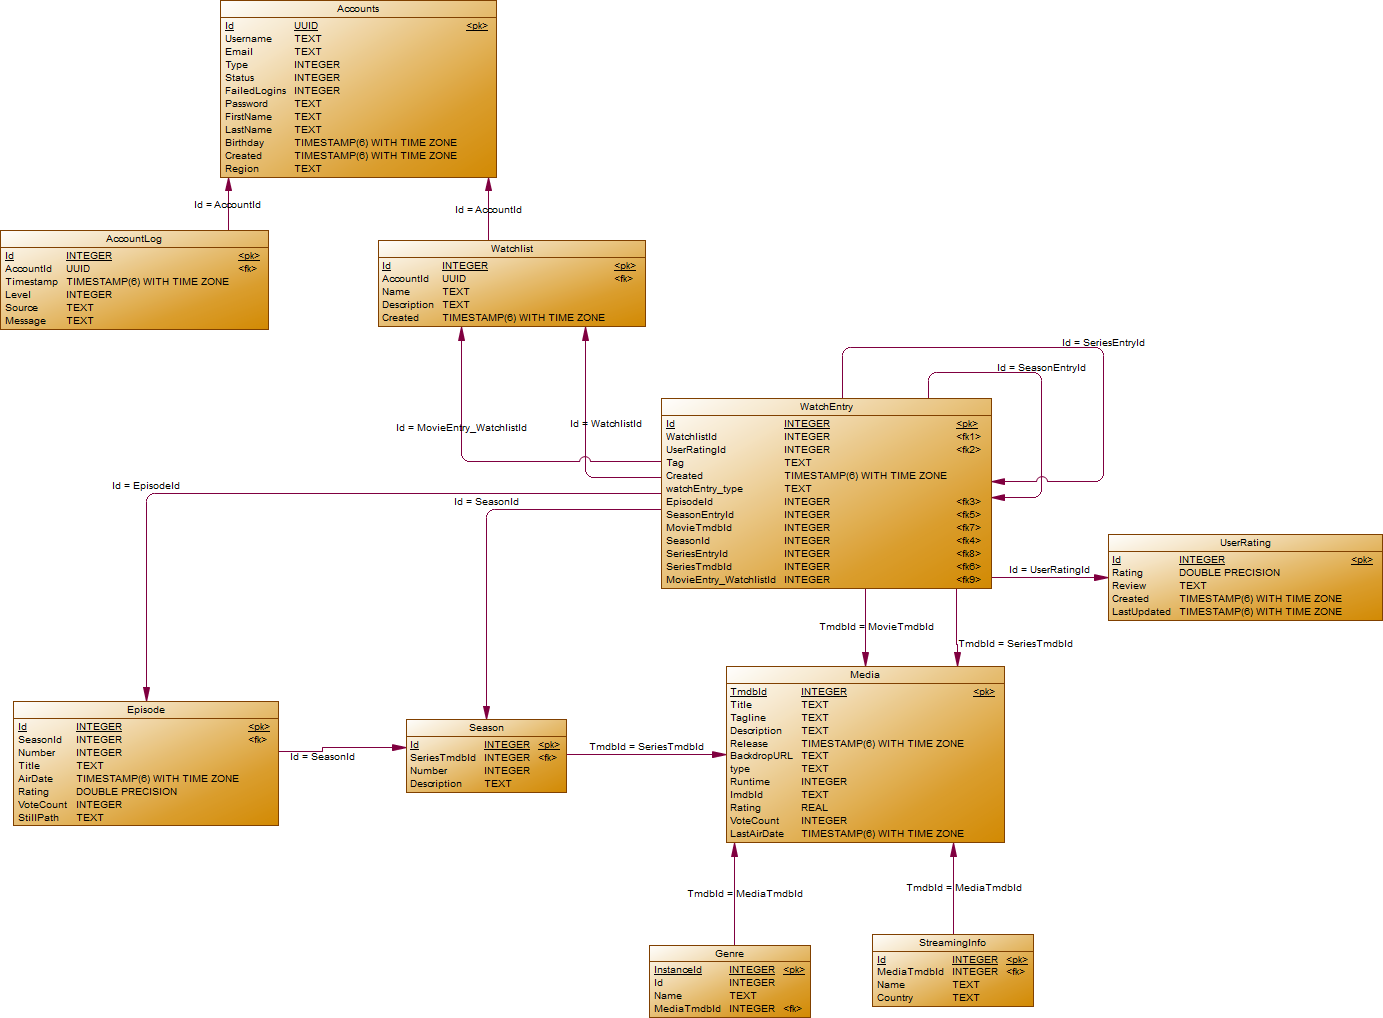 Accounts
Id UUID <pk>
Username TEXT
Email TEXT
Type INTEGER
Status INTEGER
FailedLogins INTEGER
Password TEXT
FirstName TEXT
LastName TEXT
Birthday TIMESTAMP(6) WITH TIME ZONE
Created TIMESTAMP(6) WITH TIME ZONE
Region TEXT
Id = AccountId
Id = AccountId
AccountLog
Id INTEGER <pk>
AccountId UUID <fk>
Timestamp TIMESTAMP(6) WITH TIME ZONE
Level INTEGER
Source TEXT
Message TEXT
Watchlist
Id INTEGER <pk>
AccountId UUID <fk>
Name TEXT
Description TEXT
Created TIMESTAMP(6) WITH TIME ZONE
Id = SeriesEntryId
Id = SeasonEntryId
Id = MovieEntry_WatchlistId
Id = WatchlistId
WatchEntry
Id INTEGER <pk>
WatchlistId INTEGER <fk1>
UserRatingId INTEGER <fk2>
Tag TEXT
Created TIMESTAMP(6) WITH TIME ZONE
watchEntry_type TEXT
EpisodeId INTEGER <fk3>
SeasonEntryId INTEGER <fk5>
MovieTmdbId INTEGER <fk7>
SeasonId INTEGER <fk4>
SeriesEntryId INTEGER <fk8>
SeriesTmdbId INTEGER <fk6>
MovieEntry_WatchlistId INTEGER <fk9>
Id = EpisodeId
Id = SeasonId
Id = UserRatingId
UserRating
Id INTEGER <pk>
Rating DOUBLE PRECISION
Review TEXT
Created TIMESTAMP(6) WITH TIME ZONE
LastUpdated TIMESTAMP(6) WITH TIME ZONE
TmdbId = MovieTmdbId
TmdbId = SeriesTmdbId
Episode
Id INTEGER <pk>
SeasonId INTEGER <fk>
Number INTEGER
Title TEXT
AirDate TIMESTAMP(6) WITH TIME ZONE
Rating DOUBLE PRECISION
VoteCount INTEGER
StillPath TEXT
Id = SeasonId
Season
Id INTEGER <pk>
SeriesTmdbId INTEGER <fk>
Number INTEGER
Description TEXT
TmdbId = SeriesTmdbId
Media
TmdbId INTEGER <pk>
Title TEXT
Tagline TEXT
Description TEXT
Release TIMESTAMP(6) WITH TIME ZONE
BackdropURL TEXT
type TEXT
Runtime INTEGER
ImdbId TEXT
Rating REAL
VoteCount INTEGER
LastAirDate TIMESTAMP(6) WITH TIME ZONE
TmdbId = MediaTmdbId
TmdbId = MediaTmdbId
Genre
InstanceId INTEGER <pk>
Id INTEGER
Name TEXT
MediaTmdbId INTEGER <fk>
StreamingInfo
Id INTEGER <pk>
MediaTmdbId INTEGER <fk>
Name TEXT
Country TEXT